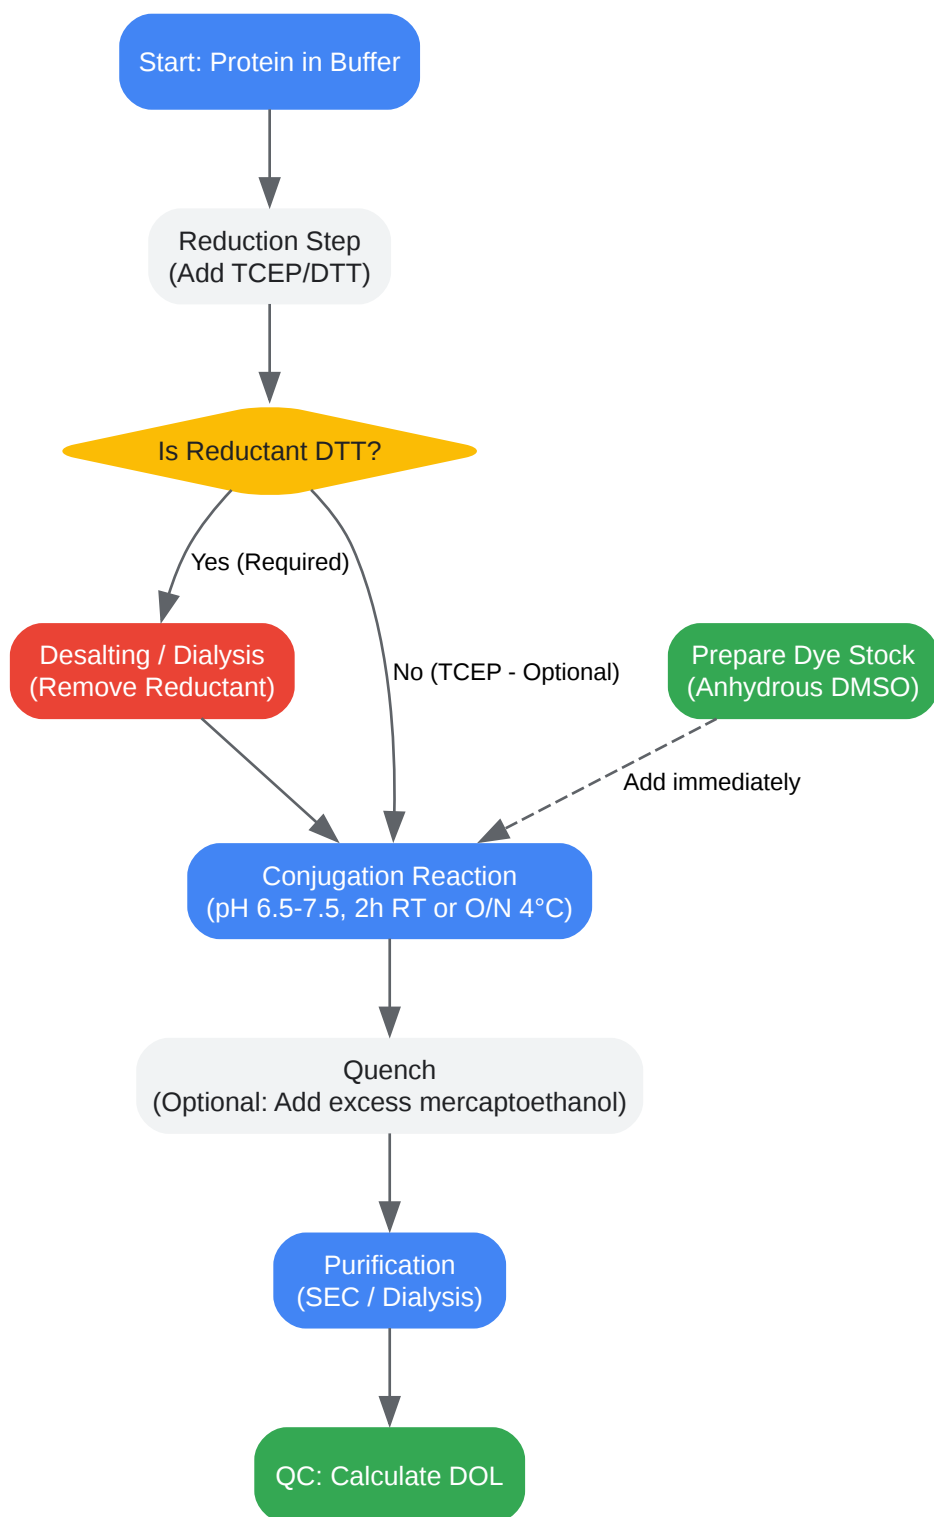 Start: Protein in Buffer
Reduction Step
(Add TCEP/DTT)
Is Reductant DTT?
Yes (Required)
Desalting / Dialysis
(Remove Reductant)
No (TCEP - Optional)
Prepare Dye Stock
(Anhydrous DMSO)
Add immediately
Conjugation Reaction
(pH 6.5-7.5, 2h RT or O/N 4°C)
Quench
(Optional: Add excess mercaptoethanol)
Purification
(SEC / Dialysis)
QC: Calculate DOL